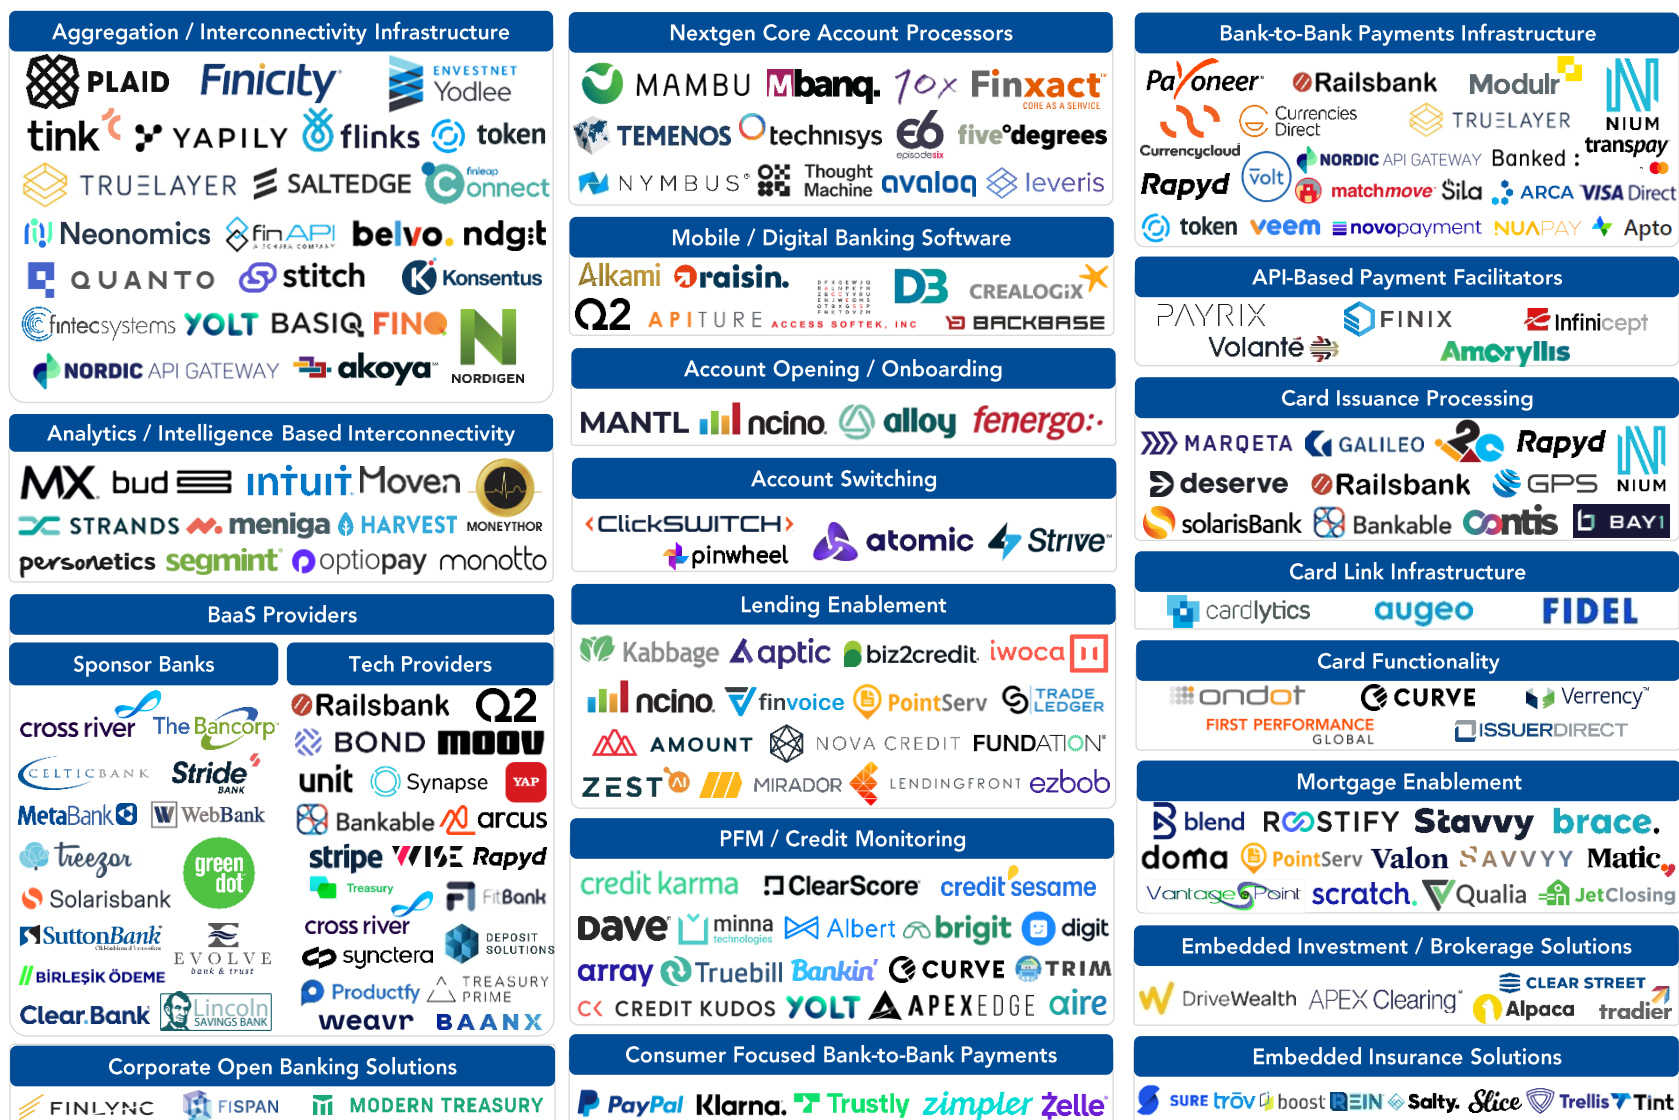 Aggregation / Interconnectivity Infrastructure
PLAID Finicity ENVESTNET Yodlee
tink YAPILY flinks token
TRUELAYER SALTEDGE finleap Connect
Neonomics finAPI A SCHUFA COMPANY belvo. ndgit
QUANTO stitch Konsentus
fintecsystems YOLT BASIQ FINQ
NORDIC API GATEWAY akoya NORDIGEN
Analytics / Intelligence Based Interconnectivity
MX bud intuit Moven
STRANDS meniga HARVEST MONEYTHOR
personetics segmint optiopay monotto
BaaS Providers
Sponsor Banks
cross river The Bancorp
CELTICBANK Stride BANK
MetaBank W WebBank
treezor green dot
Solarisbank
SuttonBank EVOLVE bank & trust
BİRLEŞİK ÖDEME
Clear.Bank Lincoln SAVINGS BANK
Tech Providers
Railsbank Q2
BOND moov
unit Synapse YAP
Bankable arcus
stripe Treasury WISE Rapyd
cross river FitBank
synctera DEPOSIT SOLUTIONS
Productfy TREASURY PRIME
weavr BAANX
Corporate Open Banking Solutions
FINLYNC FISPAN MODERN TREASURY
Nextgen Core Account Processors
MAMBU Mbanq. 10x Finxact CORE AS A SERVICE
TEMENOS technisys E6 episodesix five°degrees
NYMBUS Thought Machine avaloq leveris
Mobile / Digital Banking Software
Alkami raisin. D3 CREALOGIX
Q2 APITURE ACCESS SOFTEK, INC BACKBASE
Account Opening / Onboarding
MANTL ncino. alloy fenergo
Account Switching
ClickSWITCH atomic Strive
pinwheel
Lending Enablement
Kabbage aptic biz2credit. iwoca
ncino. finvoice PointServ TRADE LEDGER
AMOUNT NOVA CREDIT FUNDATION
ZEST AI MIRADOR LENDINGFRONT ezbob
PFM / Credit Monitoring
credit karma ClearScore credit sesame
Dave minna technologies Albert brigit digit
array Truebill Bankin' CURVE TRIM
CK CREDIT KUDOS YOLT APEXEDGE aire
Consumer Focused Bank-to-Bank Payments
PayPal Klarna. Trustly zimpler Zelle
Bank-to-Bank Payments Infrastructure
Payoneer Railsbank Modulr NIUM
Currencycloud Currencies Direct TRUELAYER transpay
Rapyd volt NORDIC API GATEWAY Banked :
matchmove Sila ARCA VISA Direct
token veem novopayment NUAPAY Apto
API-Based Payment Facilitators
PAYRIX FINIX Infinicept
Volanté Amaryllis
Card Issuance Processing
MARQETA GALILEO Rapyd NIUM
deserve Railsbank GPS
solarisBank Bankable Contis BAY1
Card Link Infrastructure
cardlytics augeo FIDEL
Card Functionality
ondot CURVE Verrency
FIRST PERFORMANCE GLOBAL ISSUERDIRECT
Mortgage Enablement
blend ROOSTIFY Stavvy brace.
doma PointServ Valon SAVVYY Matic
VantagePoint scratch. Qualia JetClosing
Embedded Investment / Brokerage Solutions
DriveWealth APEX Clearing CLEAR STREET
Alpaca tradier
Embedded Insurance Solutions
SURE trōv boost REIN Salty. Slice Trellis Tint